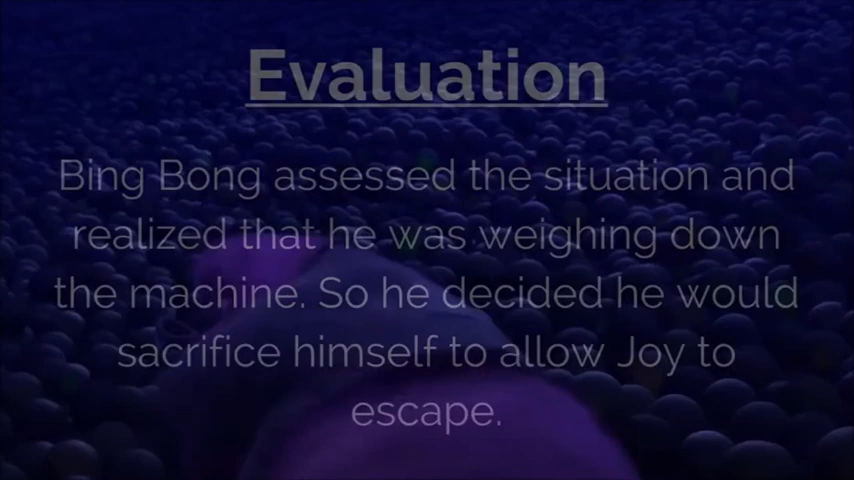 Evaluation
Bing Bong assessed the situation and
realized that he was weighing down
the machine. So he decided he would
sacrifice himself to allow Joy to
escape.